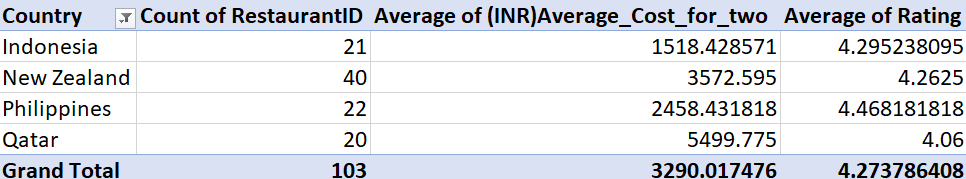 Country Count of RestaurantID Average of (INR)Average_Cost_for_two Average of Rating
Indonesia 21 1518.428571 4.295238095
New Zealand 40 3572.595 4.2625
Philippines 22 2458.431818 4.468181818
Qatar 20 5499.775 4.06
Grand Total 103 3290.017476 4.273786408